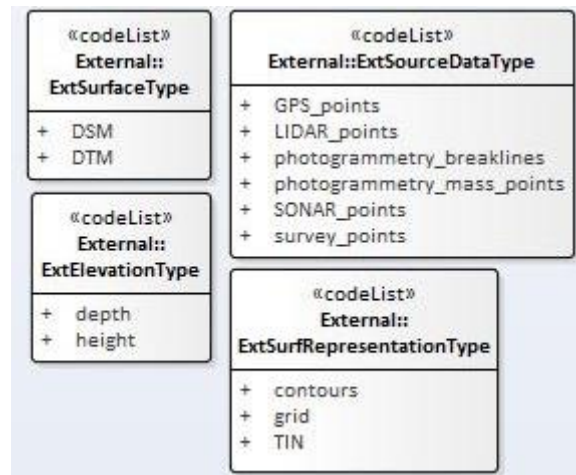 «codeList»
External::
ExtSurfaceType
+ DSM
+ DTM
«codeList»
External::
ExtElevationType
+ depth
+ height
«codeList»
External::ExtSourceDataType
+ GPS_points
+ LIDAR_points
+ photogrammetry_breaklines
+ photogrammetry_mass_points
+ SONAR_points
+ survey_points
«codeList»
External::
ExtSurfRepresentationType
+ contours
+ grid
+ TIN